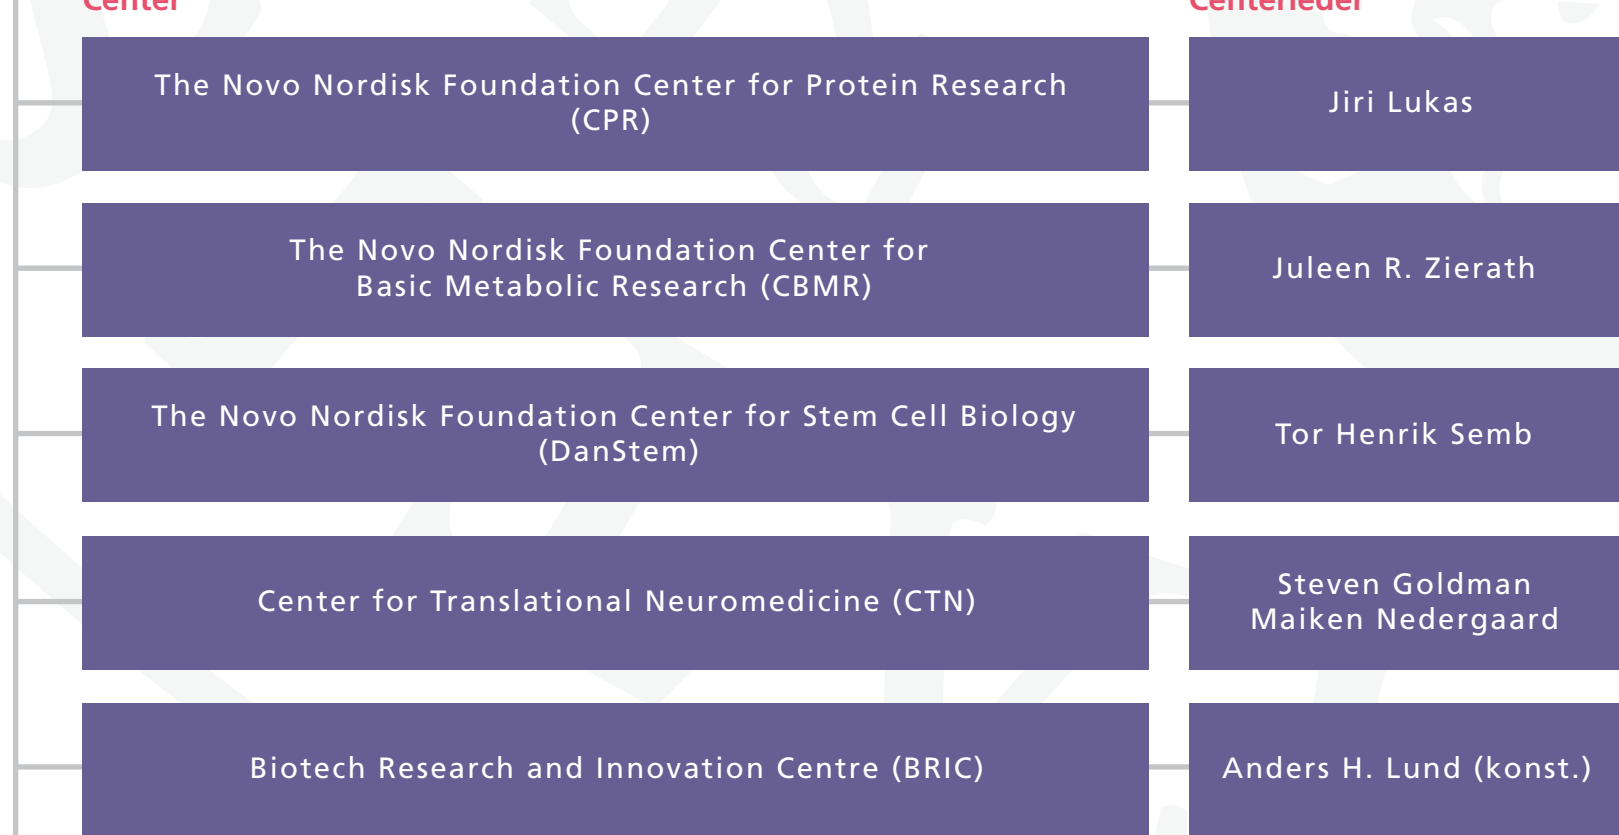 Center
Centerleder
The Novo Nordisk Foundation Center for Protein Research
(CPR)
Jiri Lukas
The Novo Nordisk Foundation Center for
Basic Metabolic Research (CBMR)
Juleen R. Zierath
The Novo Nordisk Foundation Center for Stem Cell Biology
(DanStem)
Tor Henrik Semb
Center for Translational Neuromedicine (CTN)
Steven Goldman
Maiken Nedergaard
Biotech Research and Innovation Centre (BRIC)
Anders H. Lund (konst.)